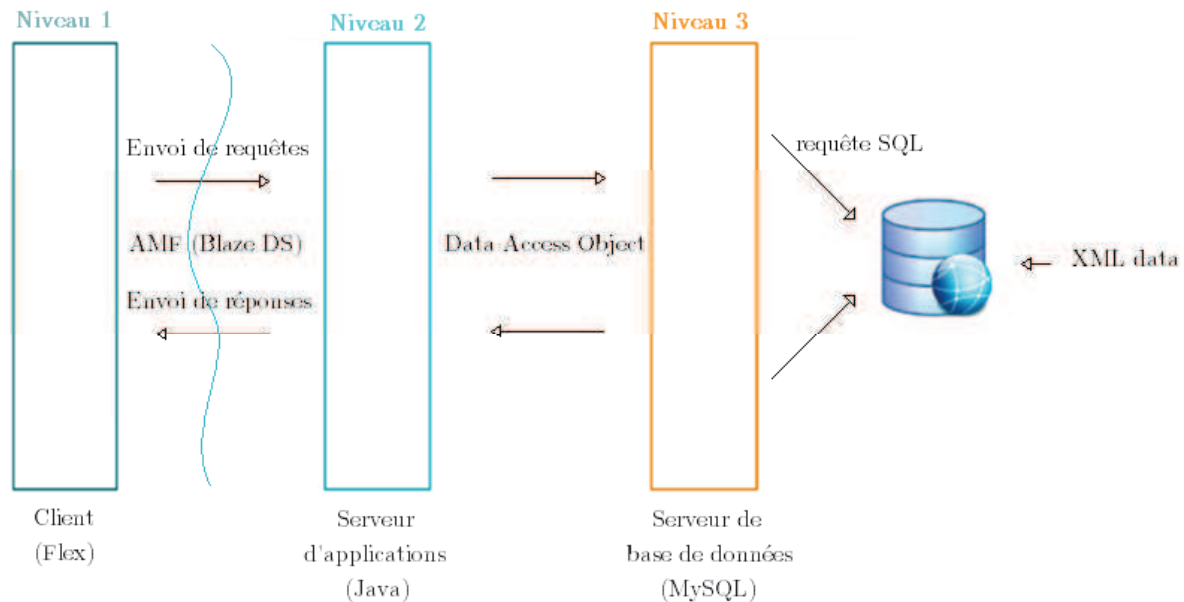 Niveau 1
Niveau 2
Niveau 3
Envoi de requêtes
requête SQL
AMF (Blaze DS)
Data Access Object
XML data
Envoi de réponses
Client
(Flex)
Serveur
d'applications
(Java)
Serveur de
base de données
(MySQL)